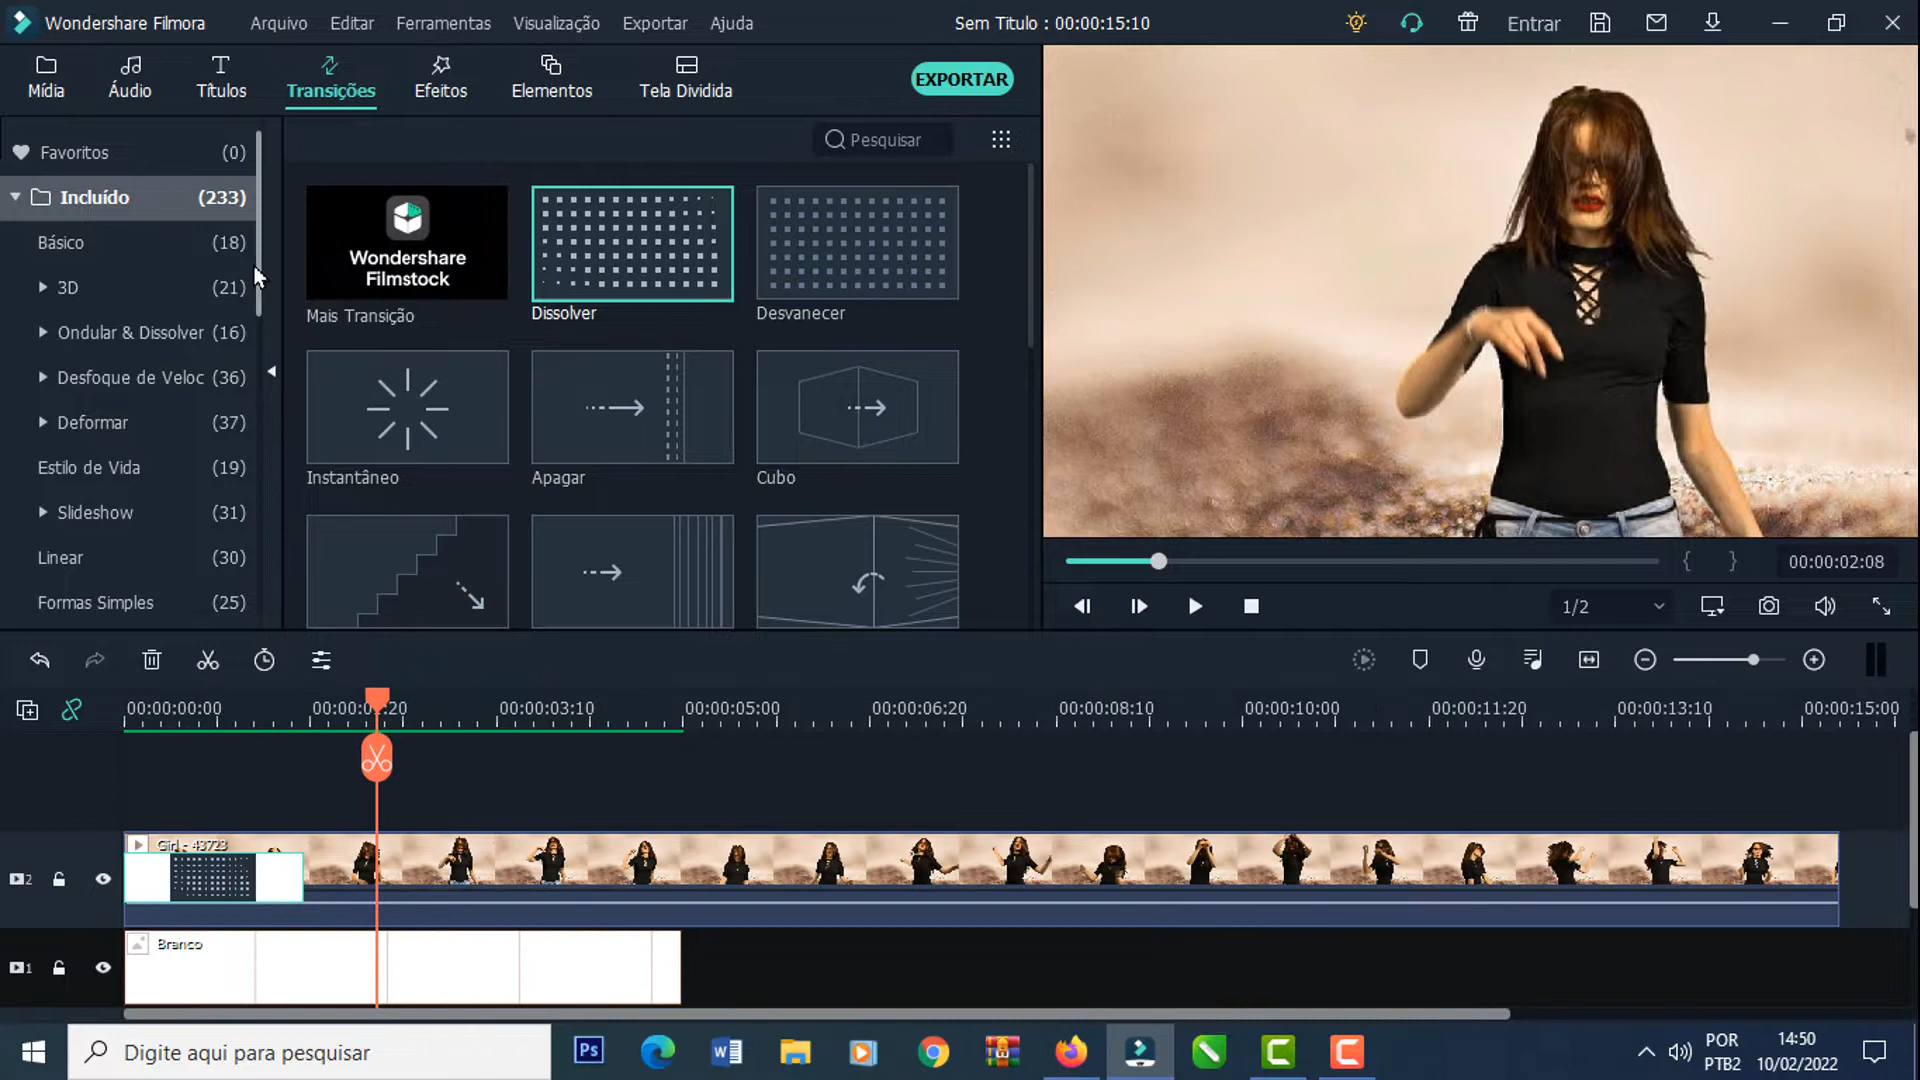 Wondershare Filmora Arquivo Editar Ferramentas Visualização Exportar Ajuda Sem Titulo : 00:00:15:10 Entrar
Mídia Áudio Títulos Transições Efeitos Elementos Tela Dividida EXPORTAR
Favoritos (0)
Incluído (233)
Básico (18)
3D (21)
Ondular & Dissolver (16)
Desfoque de Veloc (36)
Deformar (37)
Estilo de Vida (19)
Slideshow (31)
Linear (30)
Formas Simples (25)
Pesquisar
Wondershare
Filmstock
Mais Transição Dissolver Desvanecer
Instantâneo Apagar Cubo
{ } 00:00:02:08
1/2
00:00:00:00 00:00:03:10 00:00:05:00 00:00:06:20 00:00:08:10 00:00:10:00 00:00:11:20 00:00:13:10 00:00:15:00
Girl - 43723
2
Branco
1
Digite aqui para pesquisar
Ps
POR
PTB2
14:50
10/02/2022